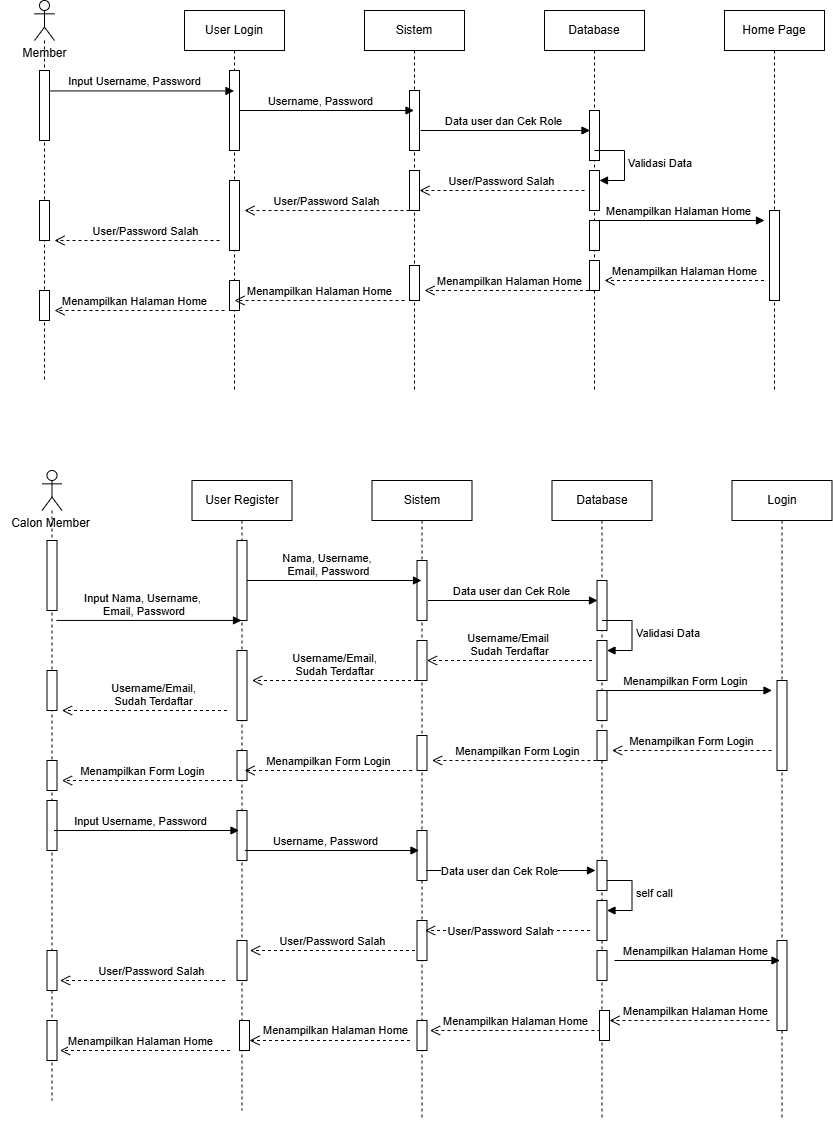 Member
User Login
Sistem
Database
Home Page
Input Username, Password
Username, Password
Data user dan Cek Role
Validasi Data
User/Password Salah
User/Password Salah
Menampilkan Halaman Home
User/Password Salah
Menampilkan Halaman Home
Menampilkan Halaman Home
Menampilkan Halaman Home
Menampilkan Halaman Home
Calon Member
User Register
Sistem
Database
Login
Nama, Username,
Email, Password
Data user dan Cek Role
Input Nama, Username,
Email, Password
Validasi Data
Username/Email
Sudah Terdaftar
Username/Email,
Sudah Terdaftar
Menampilkan Form Login
Username/Email,
Sudah Terdaftar
Menampilkan Form Login
Menampilkan Form Login
Menampilkan Form Login
Menampilkan Form Login
Input Username, Password
Username, Password
Data user dan Cek Role
self call
User/Password Salah
User/Password Salah
Menampilkan Halaman Home
User/Password Salah
Menampilkan Halaman Home
Menampilkan Halaman Home
Menampilkan Halaman Home
Menampilkan Halaman Home